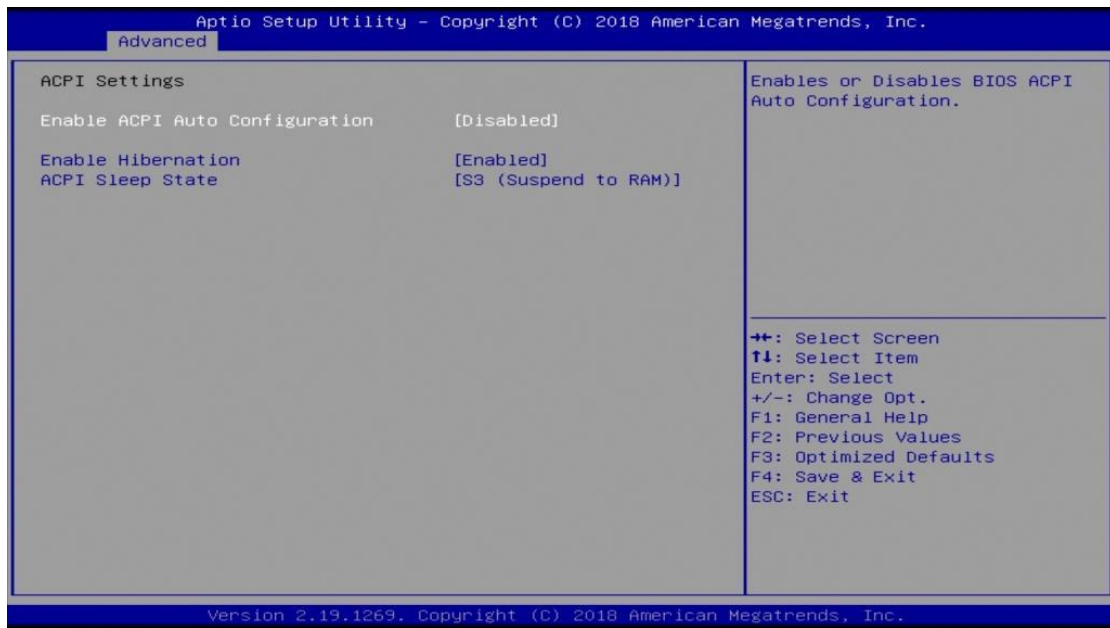 Aptio Setup Utility – Copyright (C) 2018 American Megatrends, Inc.
Advanced
ACPI Settings
Enable ACPI Auto Configuration [Disabled]
Enable Hibernation [Enabled]
ACPI Sleep State [S3 (Suspend to RAM)]
Enables or Disables BIOS ACPI
Auto Configuration.
→←: Select Screen
↑↓: Select Item
Enter: Select
+/-: Change Opt.
F1: General Help
F2: Previous Values
F3: Optimized Defaults
F4: Save & Exit
ESC: Exit
Version 2.19.1269. Copyright (C) 2018 American Megatrends, Inc.